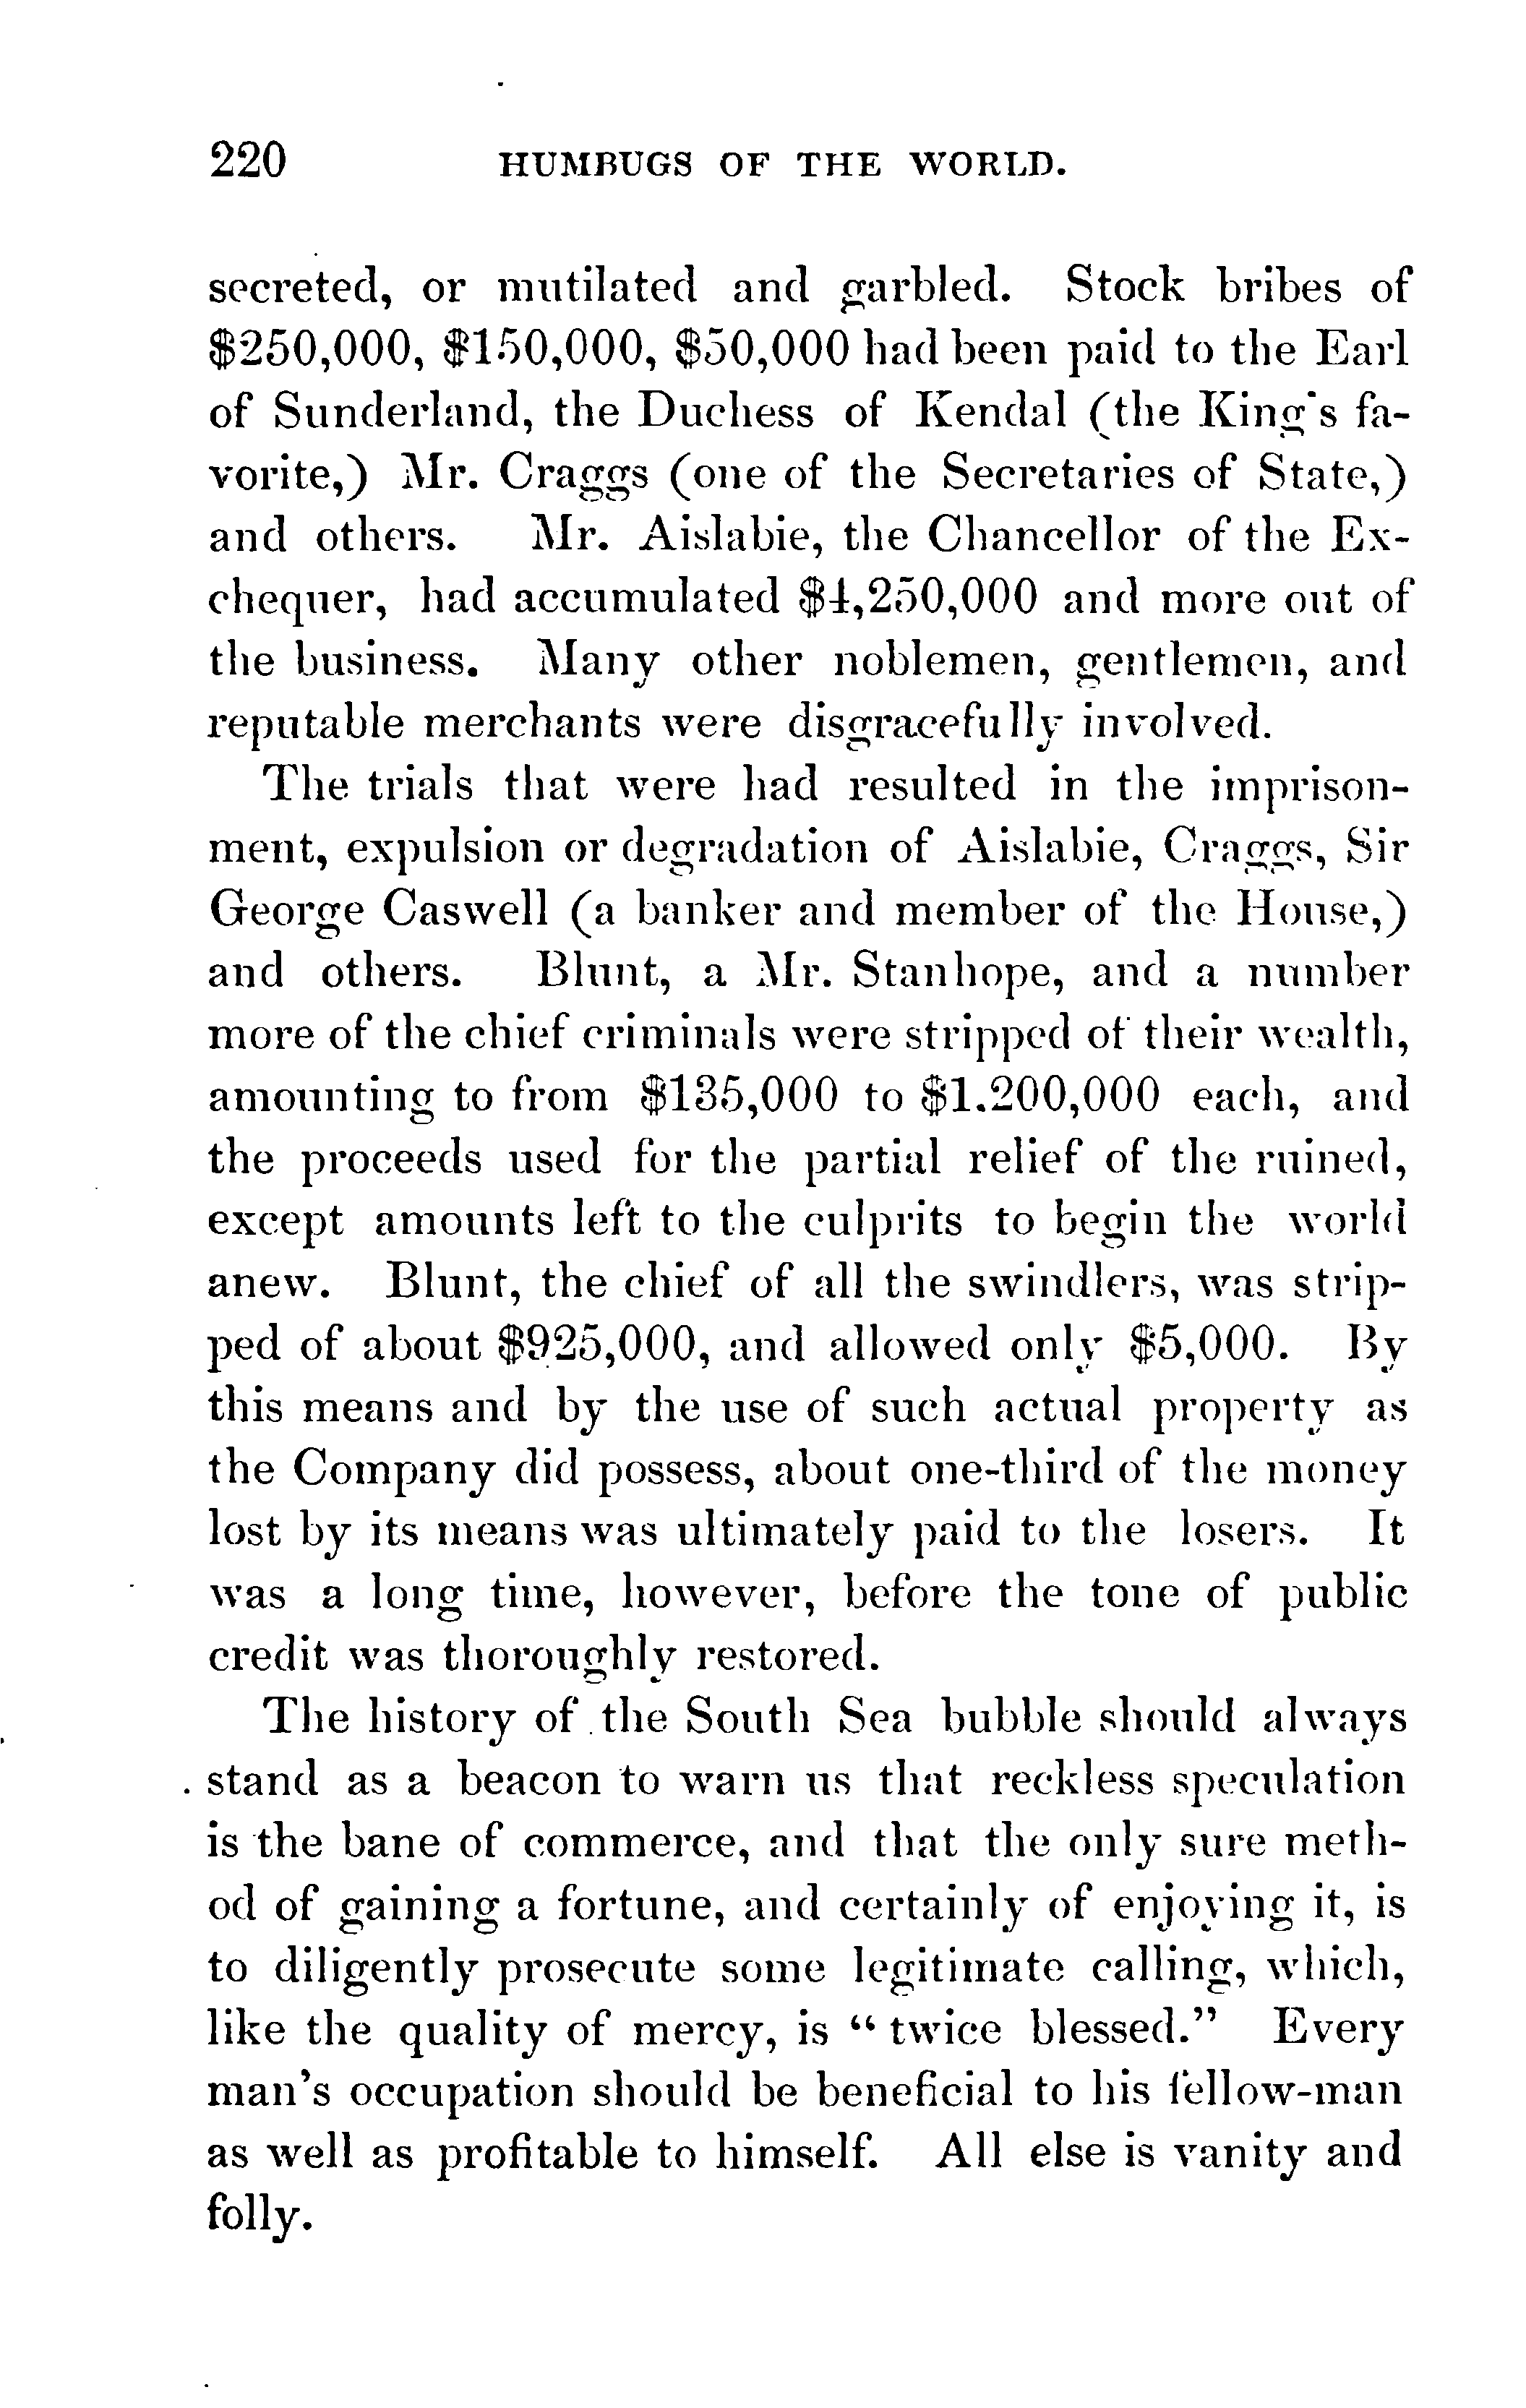 220 HUMBUGS OF THE WORLD.
secreted, or mutilated and garbled. Stock bribes of
$250,000, $150,000, $50,000 had been paid to the Earl
of Sunderland, the Duchess of Kendal (the King's fa-
vorite,) Mr. Craggs (one of the Secretaries of State,)
and others. Mr. Aislabie, the Chancellor of the Ex-
chequer, had accumulated $4,250,000 and more out of
the business. Many other noblemen, gentlemen, and
reputable merchants were disgracefully involved.
The trials that were had resulted in the imprison-
ment, expulsion or degradation of Aislabie, Craggs, Sir
George Caswell (a banker and member of the House,)
and others. Blunt, a Mr. Stanhope, and a number
more of the chief criminals were stripped of their wealth,
amounting to from $135,000 to $1.200,000 each, and
the proceeds used for the partial relief of the ruined,
except amounts left to the culprits to begin the world
anew. Blunt, the chief of all the swindlers, was strip-
ped of about $925,000, and allowed only $5,000. By
this means and by the use of such actual property as
the Company did possess, about one-third of the money
lost by its means was ultimately paid to the losers. It
was a long time, however, before the tone of public
credit was thoroughly restored.
The history of the South Sea bubble should always
stand as a beacon to warn us that reckless speculation
is the bane of commerce, and that the only sure meth-
od of gaining a fortune, and certainly of enjoying it, is
to diligently prosecute some legitimate calling, which,
like the quality of mercy, is “ twice blessed.” Every
man's occupation should be beneficial to his fellow-man
as well as profitable to himself. All else is vanity and
folly.